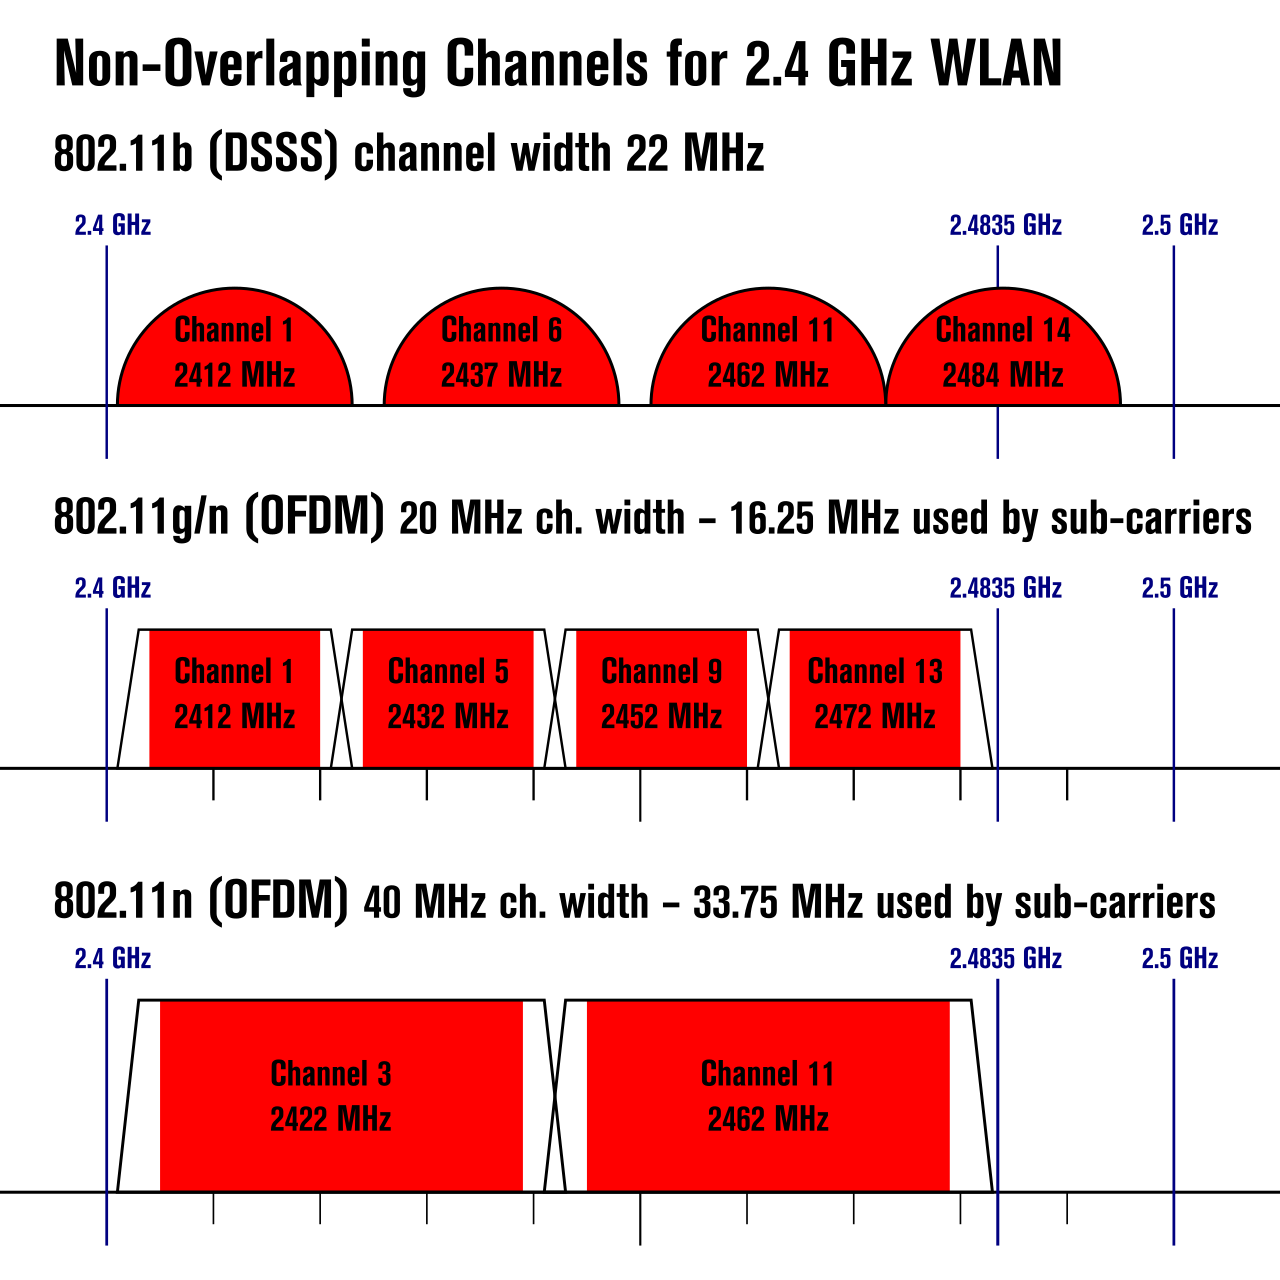 Non-Overlapping Channels for 2.4 GHz WLAN
802.11b (DSSS) channel width 22 MHz
2.4 GHz 2.4835 GHz 2.5 GHz
Channel 1 Channel 6 Channel 11 Channel 14
2412 MHz 2437 MHz 2462 MHz 2484 MHz
802.11g/n (OFDM) 20 MHz ch. width – 16.25 MHz used by sub-carriers
2.4 GHz 2.4835 GHz 2.5 GHz
Channel 1 Channel 5 Channel 9 Channel 13
2412 MHz 2432 MHz 2452 MHz 2472 MHz
802.11n (OFDM) 40 MHz ch. width – 33.75 MHz used by sub-carriers
2.4 GHz 2.4835 GHz 2.5 GHz
Channel 3 Channel 11
2422 MHz 2462 MHz